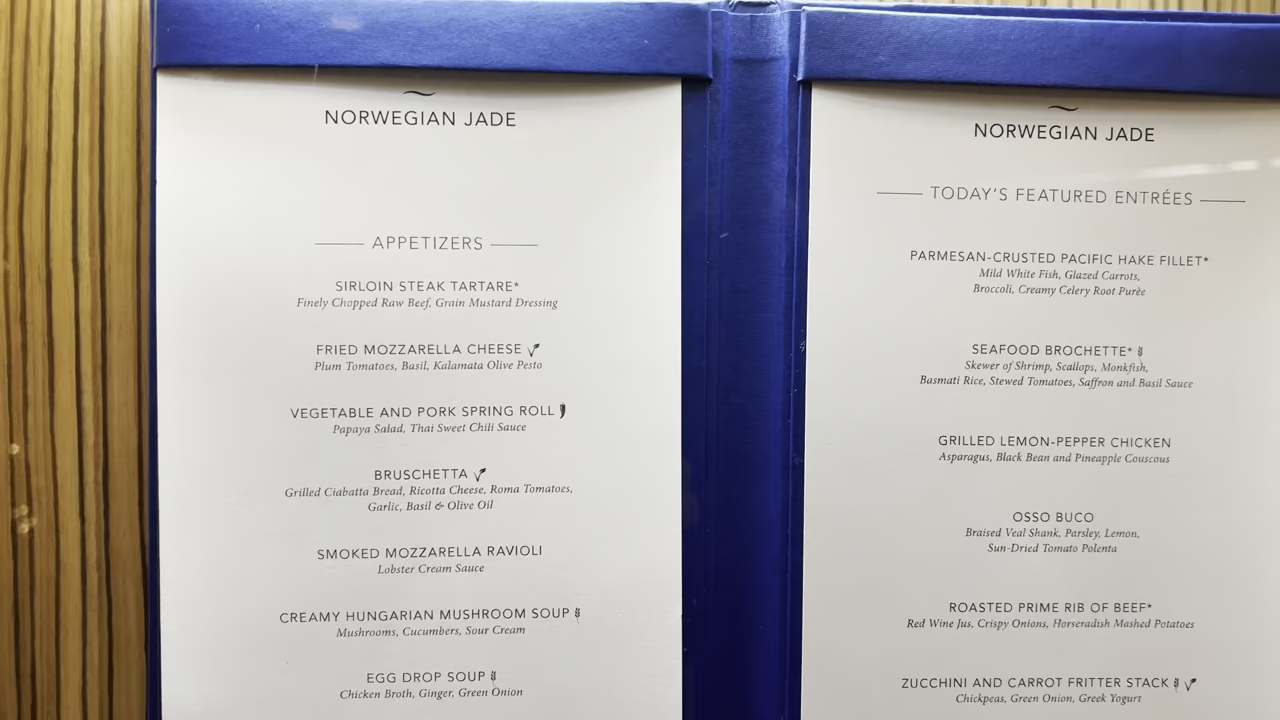 NORWEGIAN JADE
APPETIZERS
SIRLOIN STEAK TARTARE*
Finely Chopped Raw Beef, Grain Mustard Dressing
FRIED MOZZARELLA CHEESE
Plum Tomatoes, Basil, Kalamata Olive Pesto
VEGETABLE AND PORK SPRING ROLL
Papaya Salad, Thai Sweet Chili Sauce
BRUSCHETTA
Grilled Ciabatta Bread, Ricotta Cheese, Roma Tomatoes,
Garlic, Basil & Olive Oil
SMOKED MOZZARELLA RAVIOLI
Lobster Cream Sauce
CREAMY HUNGARIAN MUSHROOM SOUP
Mushrooms, Cucumbers, Sour Cream
EGG DROP SOUP
Chicken Broth, Ginger, Green Onion
NORWEGIAN JADE
TODAY'S FEATURED ENTRÉES
PARMESAN-CRUSTED PACIFIC HAKE FILLET*
Mild White Fish, Glazed Carrots,
Broccoli, Creamy Celery Root Purèe
SEAFOOD BROCHETTE*
Skewer of Shrimp, Scallops, Monkfish,
Basmati Rice, Stewed Tomatoes, Saffron and Basil Sauce
GRILLED LEMON-PEPPER CHICKEN
Asparagus, Black Bean and Pineapple Couscous
OSSO BUCO
Braised Veal Shank, Parsley, Lemon,
Sun-Dried Tomato Polenta
ROASTED PRIME RIB OF BEEF*
Red Wine Jus, Crispy Onions, Horseradish Mashed Potatoes
ZUCCHINI AND CARROT FRITTER STACK
Chickpeas, Green Onion, Greek Yogurt